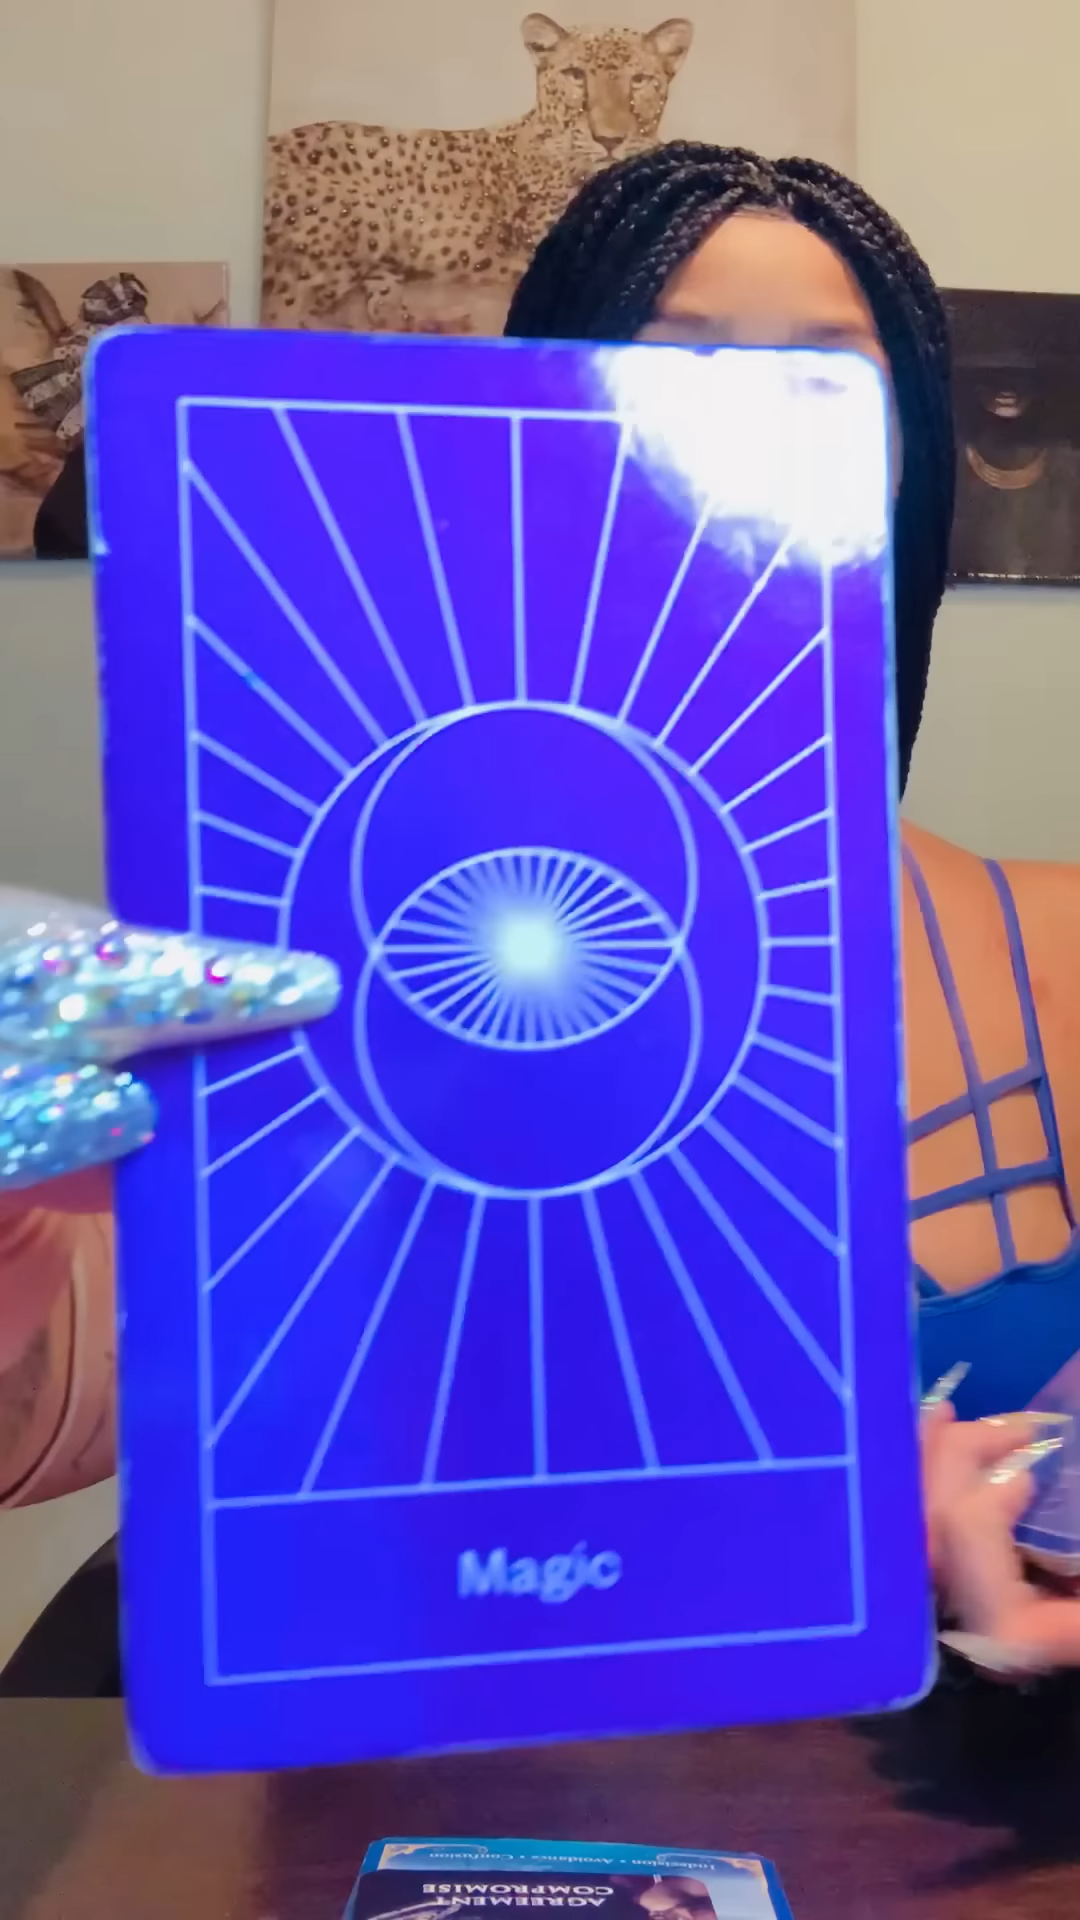 Magic
Indecision • Avoidance • Confusion
AGREEMENT
COMPROMISE